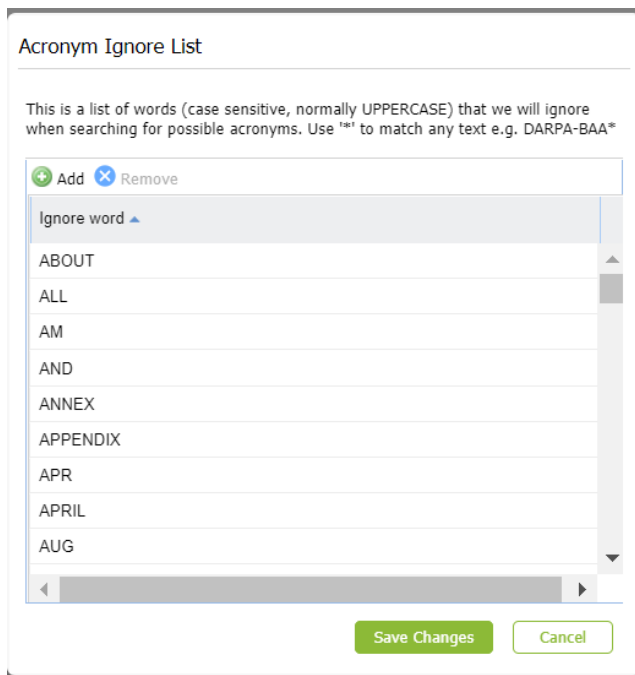 Acronym Ignore List
This is a list of words (case sensitive, normally UPPERCASE) that we will ignore
when searching for possible acronyms. Use '*' to match any text e.g. DARPA-BAA*
Add Remove
Ignore word
ABOUT
ALL
AM
AND
ANNEX
APPENDIX
APR
APRIL
AUG
Save Changes Cancel